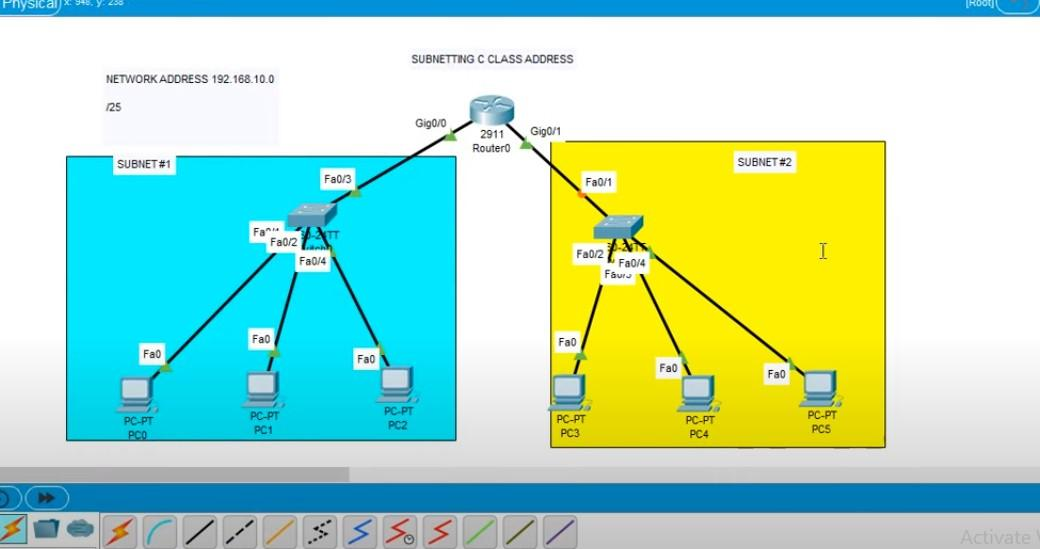 Physical
x: 948, y: 238
[Root]
SUBNETTING C CLASS ADDRESS
NETWORK ADDRESS 192.168.10.0
/25
Gig0/0
2911
Router0
Gig0/1
SUBNET #1
SUBNET #2
Fa0/3
Fa0/1
Fa0/2
Fa0/4
Fa0/2
Fa0/4
Fa0
Fa0
Fa0
Fa0
Fa0
Fa0
PC-PT
PC0
PC-PT
PC1
PC-PT
PC2
PC-PT
PC3
PC-PT
PC4
PC-PT
PC5
Activate